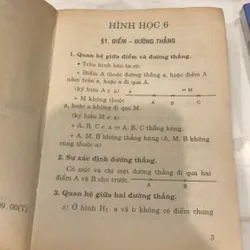 HÌNH HỌC 6
§1. ĐIỂM – ĐƯỜNG THẲNG
1. Quan hệ giữa điểm và đường thẳng.
• Trên hình bên ta có
+ Điểm A thuộc đường thẳng a, hoặc điểm A
nằm trên a, hoặc a đi qua A
(ký hiệu A ∈ a)
• M không thuộc
a, hoặc a không đi qua M.
(ký hiệu M ∉ a)
+ A, B, C ∈ a ⇒ A, B, C thẳng hàng.
+ A, M, B không thẳng hàng (A, M, B không
cùng thuộc a)
2. Sự xác định đường thẳng.
Có một và chỉ một đường thẳng đi qua hai
điểm A và B cho trước.
A B
3. Quan hệ giữa hai đường thẳng
a) Ở hình H1: a và b không có điểm chung
3